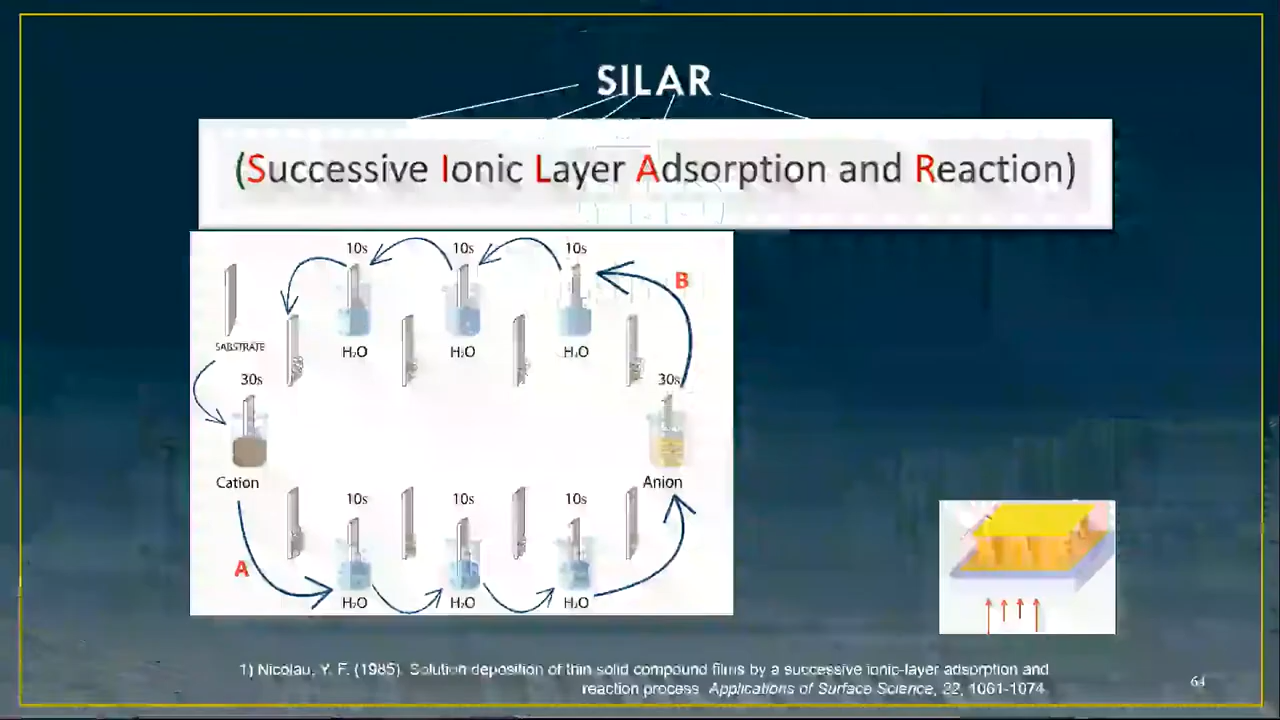 SILAR
(Successive Ionic Layer Adsorption and Reaction)
10s 10s 10s
B
SABSTRATE
H₂O H₂O H₂O
30s 30s
Cation Anion
10s 10s 10s
A
H₂O H₂O H₂O
1) Nicolau, Y. F. (1985). Solution deposition of thin solid compound films by a successive ionic-layer adsorption and
reaction process. Applications of Surface Science, 22, 1061-1074.
64